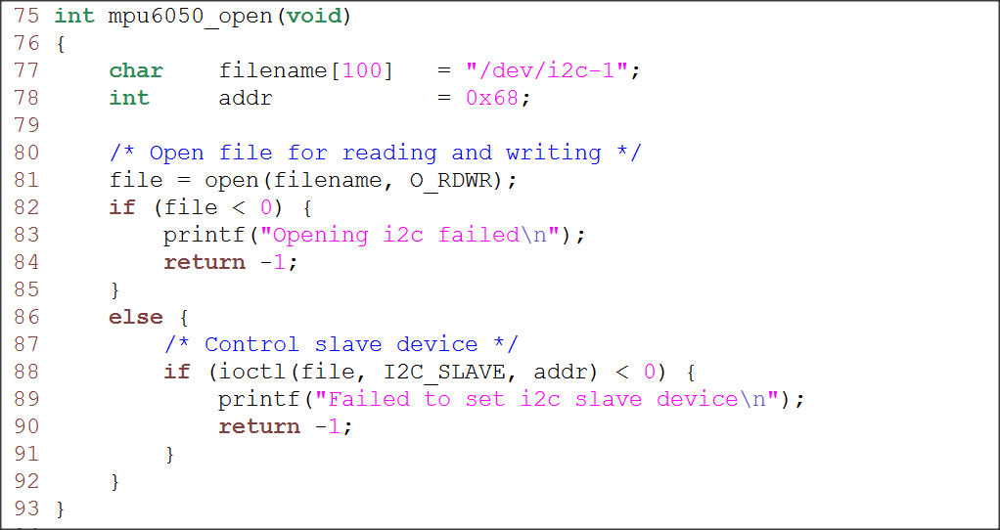 75 int mpu6050_open(void)
76 {
77     char    filename[100]   = "/dev/i2c-1";
78     int     addr            = 0x68;
79
80     /* Open file for reading and writing */
81     file = open(filename, O_RDWR);
82     if (file < 0) {
83         printf("Opening i2c failed\n");
84         return -1;
85     }
86     else {
87         /* Control slave device */
88         if (ioctl(file, I2C_SLAVE, addr) < 0) {
89             printf("Failed to set i2c slave device\n");
90             return -1;
91         }
92     }
93 }